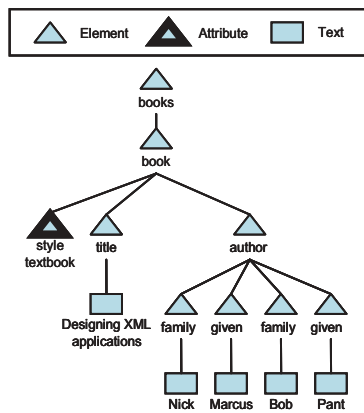 Element Attribute Text
books
book
style title author
textbook
Designing XML
applications
family given family given
Nick Marcus Bob Pant